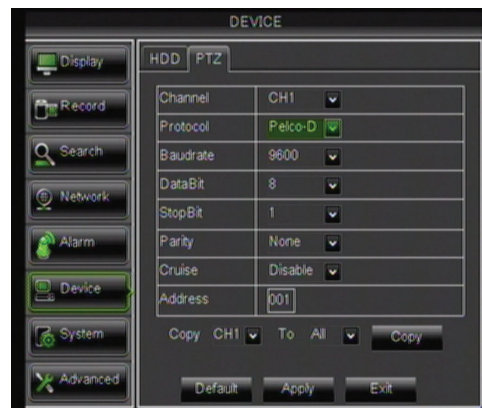 DEVICE
Display
Record
Search
Network
Alarm
Device
System
Advanced
HDD PTZ
Channel CH1
Protocol Pelco-D
Baudrate 9600
DataBit 8
StopBit 1
Parity None
Cruise Disable
Address 001
Copy CH1 To All Copy
Default Apply Exit